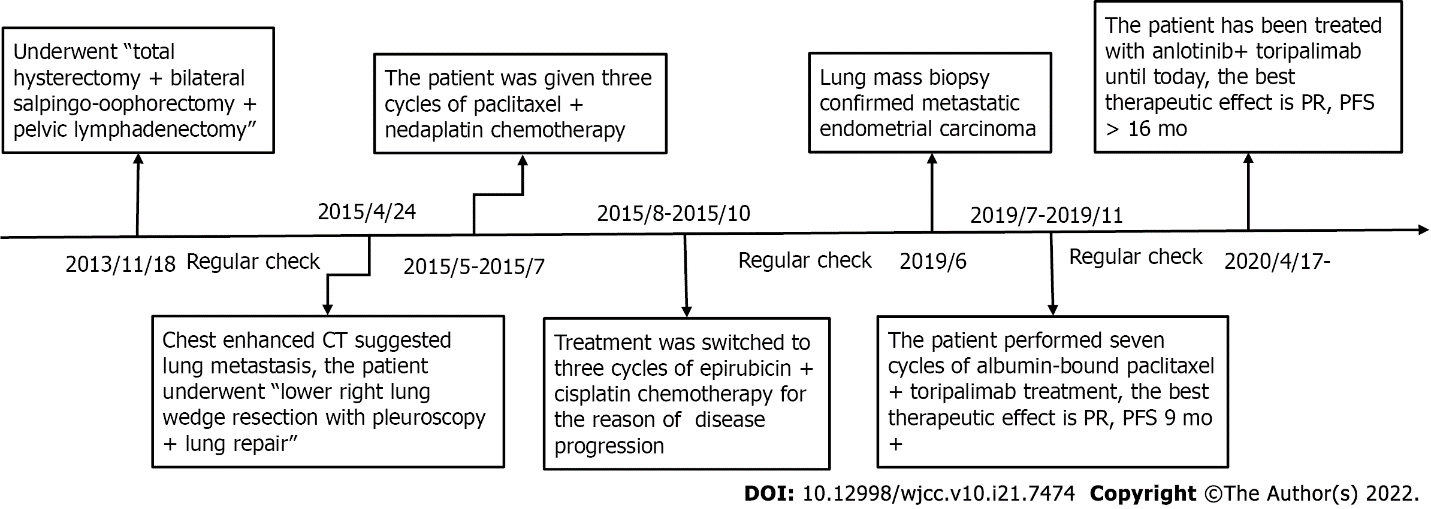 Underwent “total
hysterectomy + bilateral
salpingo-oophorectomy +
pelvic lymphadenectomy”
The patient was given three
cycles of paclitaxel +
nedaplatin chemotherapy
Lung mass biopsy
confirmed metastatic
endometrial carcinoma
The patient has been treated
with anlotinib+ toripalimab
until today, the best
therapeutic effect is PR, PFS
> 16 mo
2015/4/24
2015/8-2015/10
2019/7-2019/11
2013/11/18
Regular check
2015/5-2015/7
Regular check
2019/6
Regular check
2020/4/17-
Chest enhanced CT suggested
lung metastasis, the patient
underwent “lower right lung
wedge resection with pleuroscopy
+ lung repair”
Treatment was switched to
three cycles of epirubicin +
cisplatin chemotherapy for
the reason of disease
progression
The patient performed seven
cycles of albumin-bound paclitaxel
+ toripalimab treatment, the best
therapeutic effect is PR, PFS 9 mo
+
DOI: 10.12998/wjcc.v10.i21.7474 Copyright ©The Author(s) 2022.